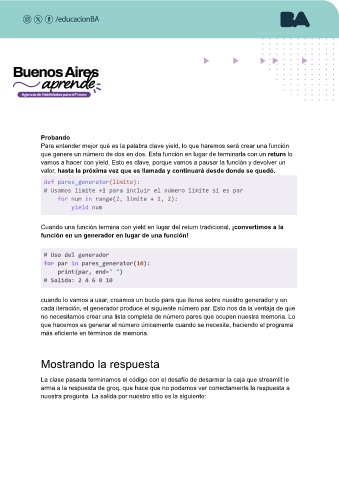 /educacionBA
BA
Buenos Aires
aprende
Agencia de Habilidades para el Futuro
Probando
Para entender mejor qué es la palabra clave yield, lo que haremos será crear una función
que genere un número de dos en dos. Esta función en lugar de terminarla con un return lo
vamos a hacer con yield. Esto es clave, porque vamos a pausar la función y devolver un
valor, hasta la próxima vez que es llamada y continuará desde donde se quedó.
def pares_generator(limite):
# Usamos limite +1 para incluir el número límite si es par
for num in range(2, limite + 1, 2):
yield num
Cuando una función termina con yield en lugar del return tradicional, ¡convertimos a la
función en un generador en lugar de una función!
# Uso del generador
for par in pares_generator(10):
print(par, end=" ")
# Salida: 2 4 6 8 10
cuando lo vamos a usar, creamos un bucle para que iteres sobre nuestro generador y en
cada iteración, el generador produce el siguiente número par. Esto nos da la ventaja de que
no necesitamos crear una lista completa de números pares que ocupen nuestra memoria. Lo
que hacemos es generar el número únicamente cuando se necesite, haciendo el programa
más eficiente en términos de memoria.
Mostrando la respuesta
La clase pasada terminamos el código con el desafío de desarmar la caja que streamlit le
arma a la respuesta de groq, que hace que no podamos ver correctamente la respuesta a
nuestra pregunta. La salida por nuestro sitio es la siguiente: